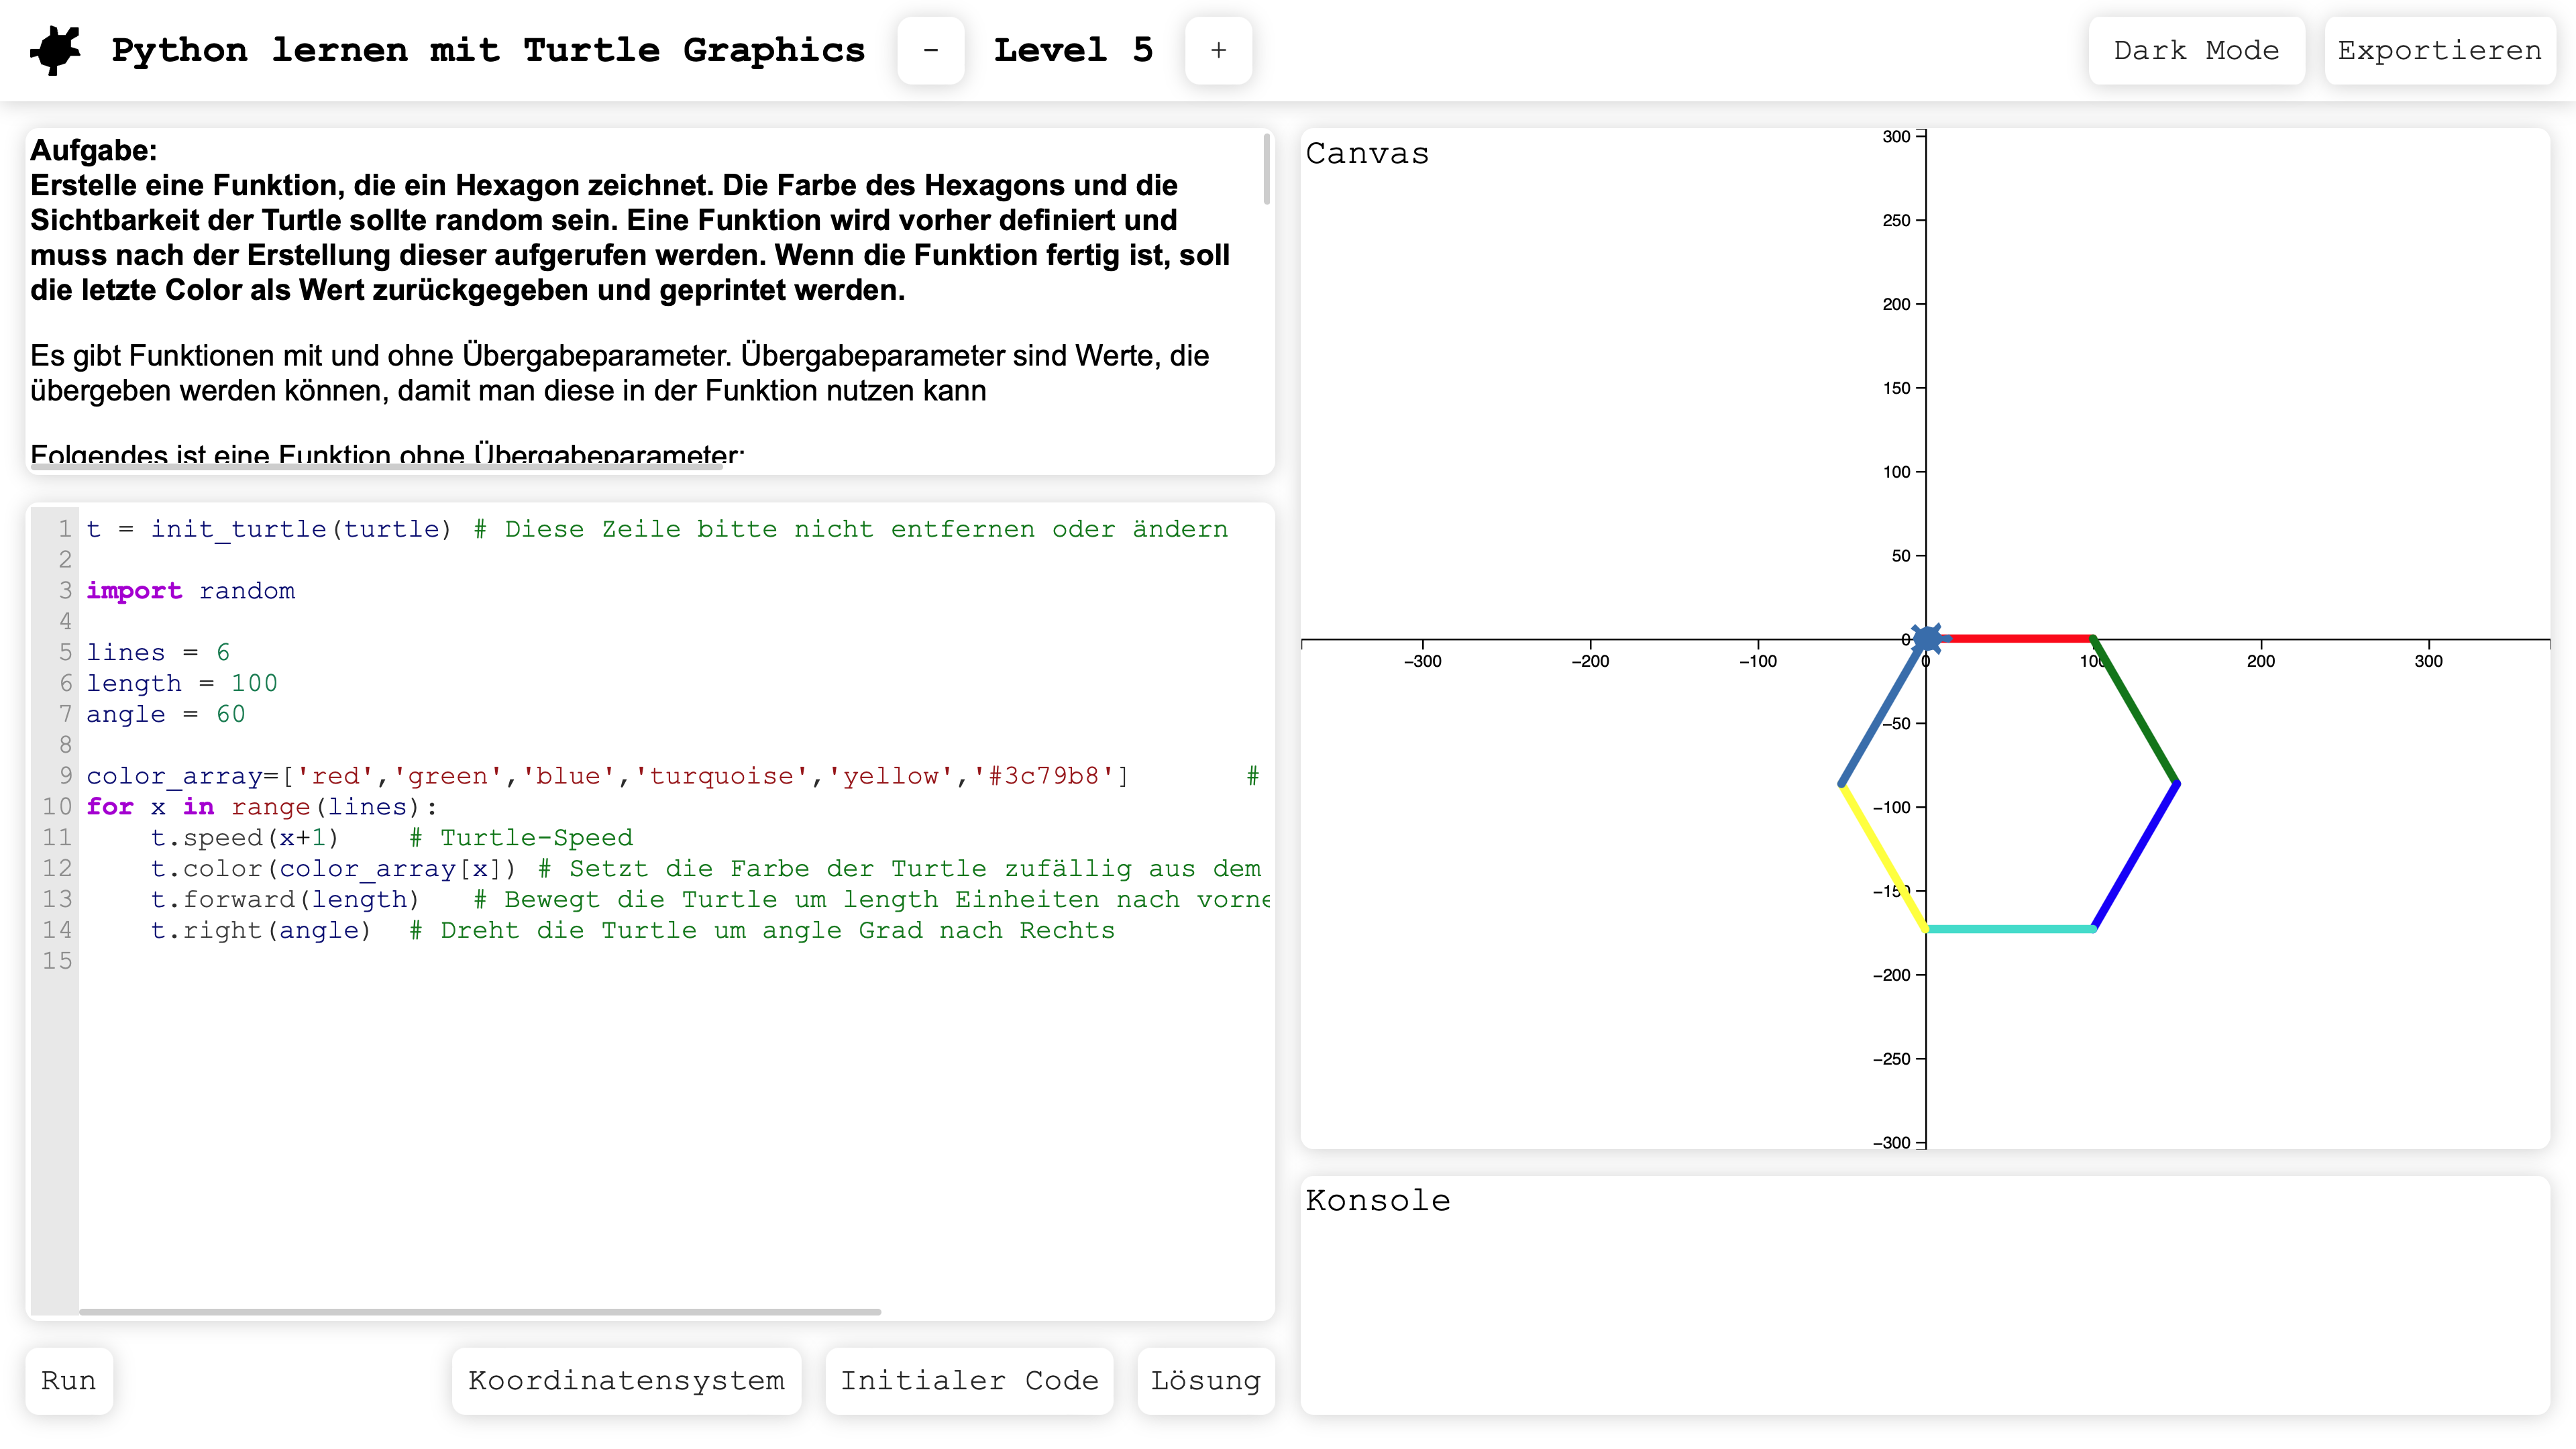 Python lernen mit Turtle Graphics - Level 5 + Dark Mode Exportieren
Aufgabe:
Erstelle eine Funktion, die ein Hexagon zeichnet. Die Farbe des Hexagons und die
Sichtbarkeit der Turtle sollte random sein. Eine Funktion wird vorher definiert und
muss nach der Erstellung dieser aufgerufen werden. Wenn die Funktion fertig ist, soll
die letzte Color als Wert zurückgegeben und geprintet werden.
Es gibt Funktionen mit und ohne Übergabeparameter. Übergabeparameter sind Werte, die
übergeben werden können, damit man diese in der Funktion nutzen kann
Folgendes ist eine Funktion ohne Übergabeparameter:
1 t = init_turtle(turtle) # Diese Zeile bitte nicht entfernen oder ändern
2
3 import random
4
5 lines = 6
6 length = 100
7 angle = 60
8
9 color_array=['red','green','blue','turquoise','yellow','#3c79b8'] #
10 for x in range(lines):
11 t.speed(x+1) # Turtle-Speed
12 t.color(color_array[x]) # Setzt die Farbe der Turtle zufällig aus dem
13 t.forward(length) # Bewegt die Turtle um length Einheiten nach vorne
14 t.right(angle) # Dreht die Turtle um angle Grad nach Rechts
15
Run Koordinatensystem Initialer Code Lösung
Canvas
300
250
200
150
100
50
0
−300 −200 −100 0 100 200 300
−50
−100
−150
−200
−250
−300
Konsole